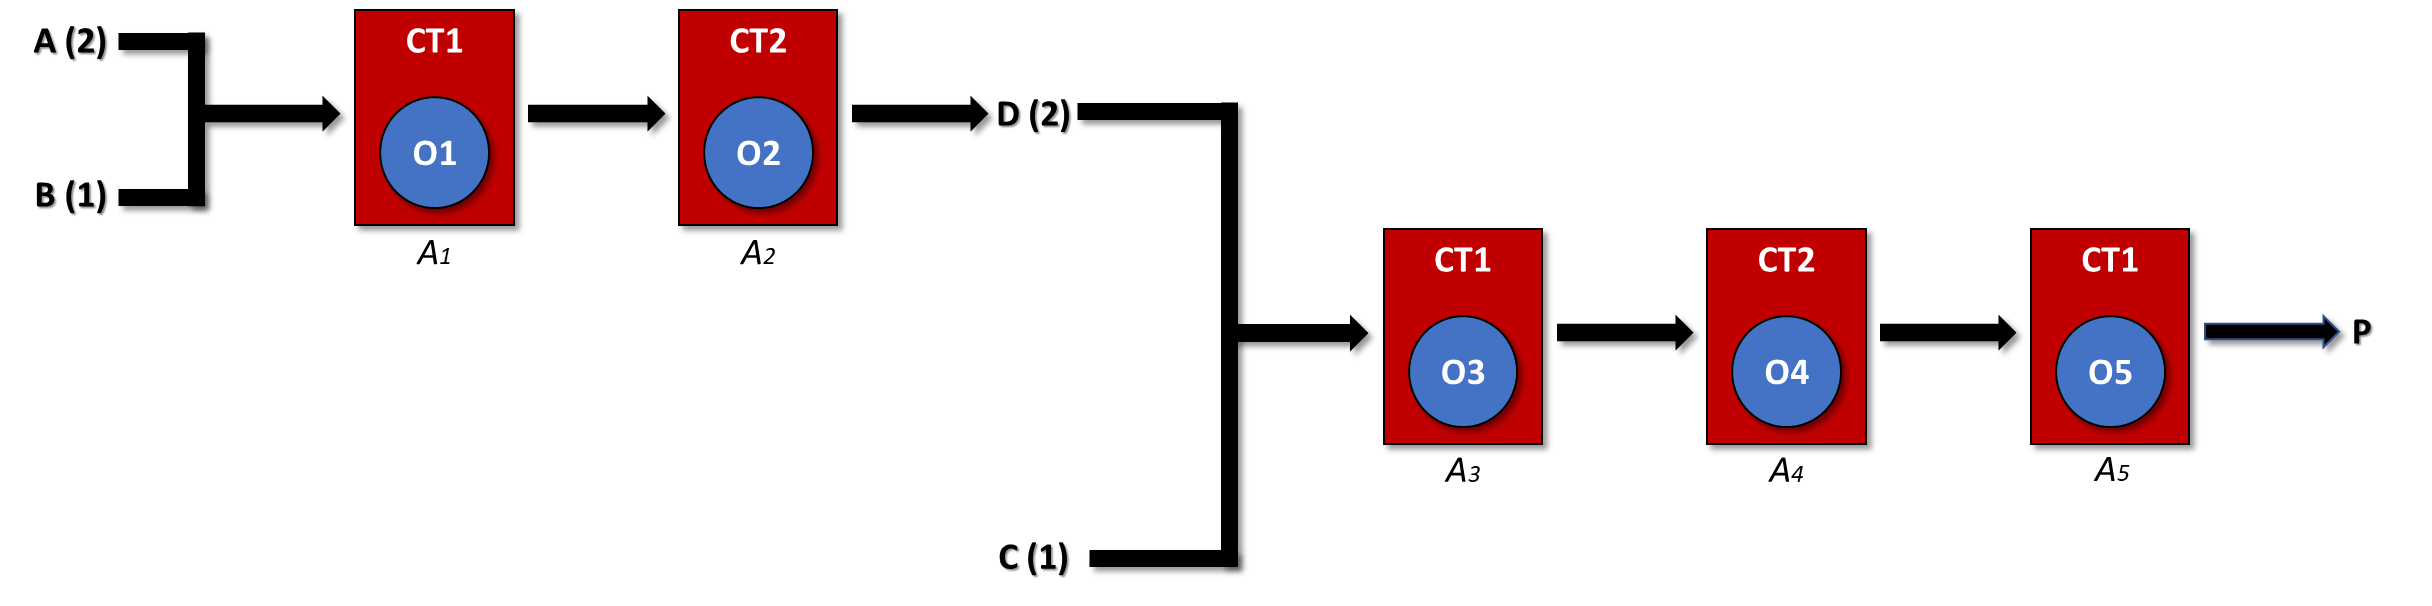 A (2)
B (1)
CT1
O1
A1
CT2
O2
A2
D (2)
C (1)
CT1
O3
A3
CT2
O4
A4
CT1
O5
A5
P